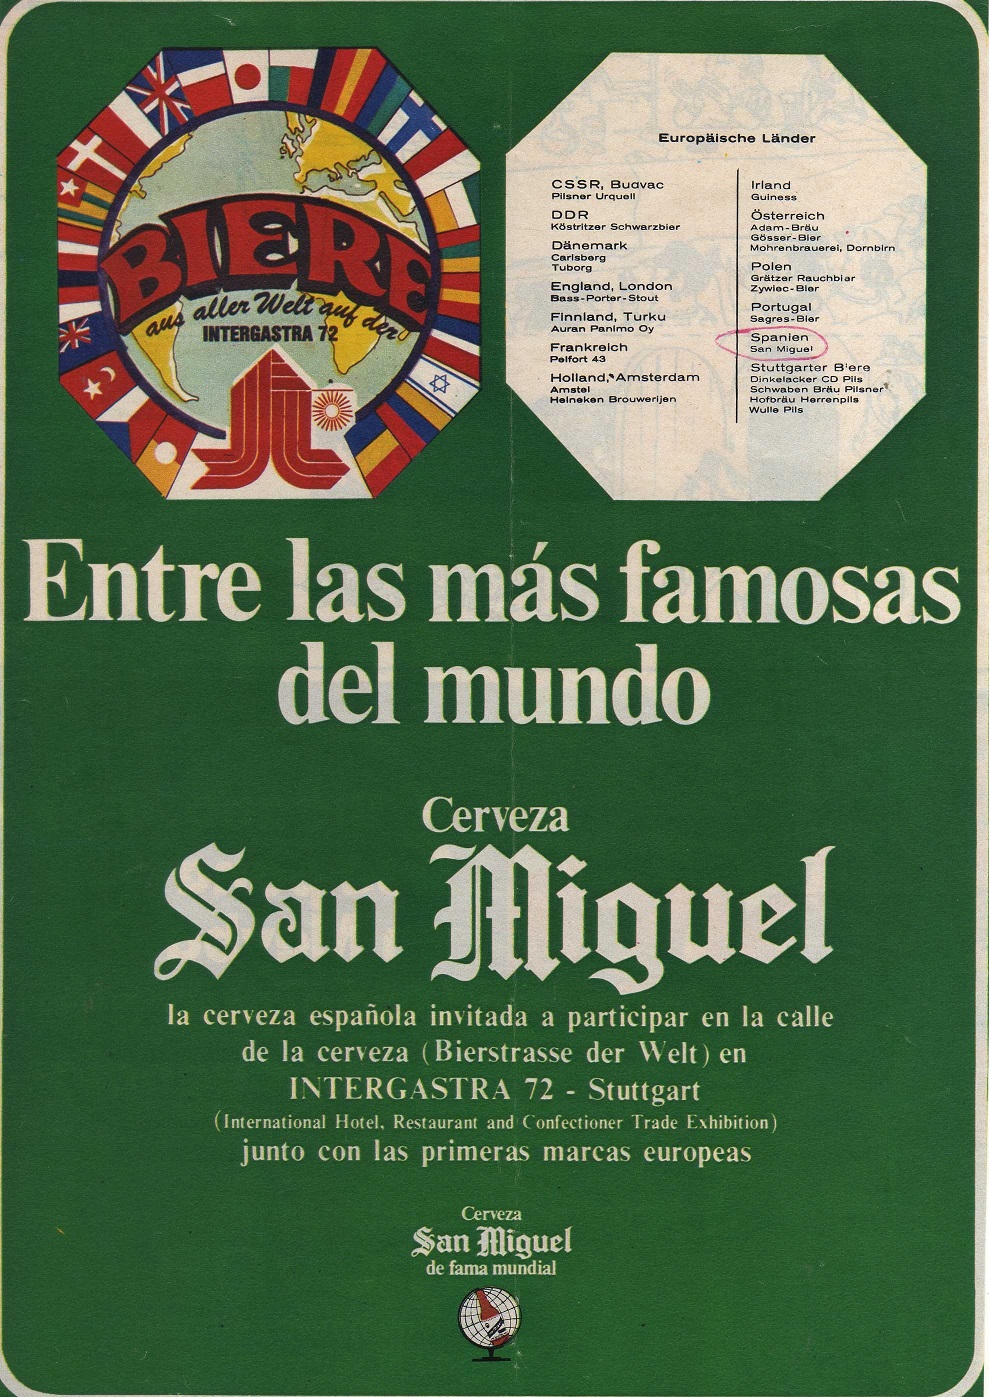 BIERE
aus aller Welt auf der
INTERGASTRA 72
Europäische Länder
CSSR, Budvac
Pilsner Urquell
DDR
Köstritzer Schwarzbier
Dänemark
Carlsberg
Tuborg
England, London
Bass-Porter-Stout
Finnland, Turku
Auran Panimo Oy
Frankreich
Pelfort 43
Holland, Amsterdam
Amstel
Heineken Brouwerijen
Irland
Guiness
Österreich
Adam-Bräu
Gösser-Bier
Mohrenbrauerei, Dornbirn
Polen
Grätzer Rauchbiar
Zywiec-Bier
Portugal
Sagres-Bier
Spanien
San Miguel
Stuttgarter Biere
Dinkelacker CD Pils
Schwaben Bräu Pilsner
Hofbräu Herrenpils
Wulle Pils
Entre las más famosas
del mundo
Cerveza
San Miguel
la cerveza española invitada a participar en la calle
de la cerveza (Bierstrasse der Welt) en
INTERGASTRA 72 - Stuttgart
(International Hotel, Restaurant and Confectioner Trade Exhibition)
junto con las primeras marcas europeas
Cerveza
San Miguel
de fama mundial